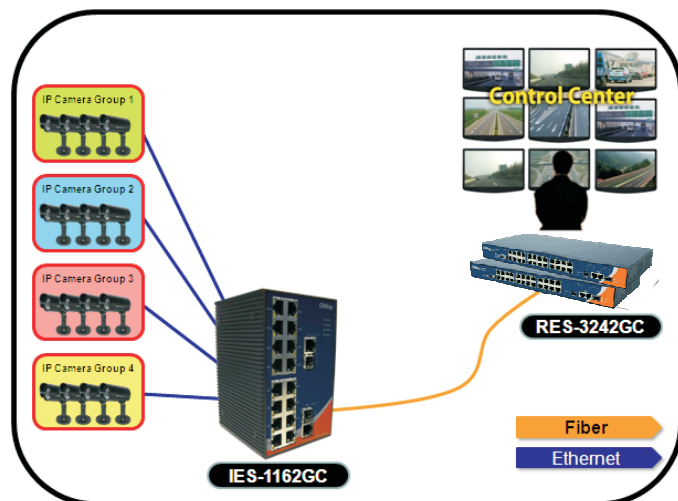 IP Camera Group 1
IP Camera Group 2
IP Camera Group 3
IP Camera Group 4
Control Center
RES-3242GC
IES-1162GC
Fiber
Ethernet